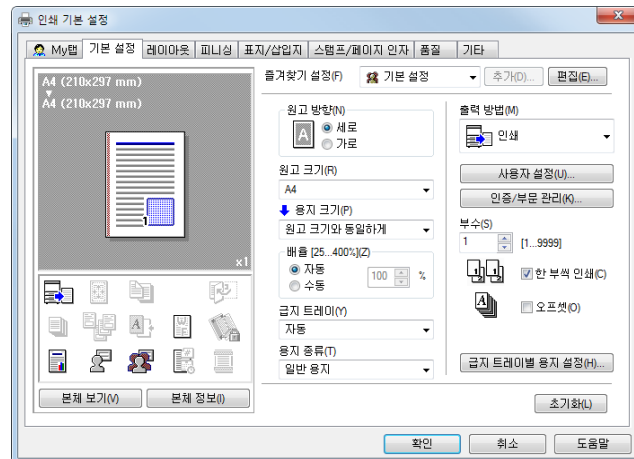 인쇄 기본 설정
My탭 기본 설정 레이아웃 피니싱 표지/삽입지 스탬프/페이지 인자 품질 기타
A4 (210x297 mm)
A4 (210x297 mm)
1
x1
본체 보기(V) 본체 정보(I)
즐겨찾기 설정(F) 기본 설정 추가(D)... 편집(E)...
원고 방향(N)
A 세로
가로
원고 크기(R)
A4
용지 크기(P)
원고 크기와 동일하게
배율 [25...400%](Z)
자동
수동
100 %
급지 트레이(Y)
자동
용지 종류(T)
일반 용지
출력 방법(M)
인쇄
사용자 설정(U)...
인증/부문 관리(K)...
부수(S)
1 [1...9999]
한 부씩 인쇄(C)
오프셋(O)
급지 트레이별 용지 설정(H)...
초기화(L)
확인 취소 도움말